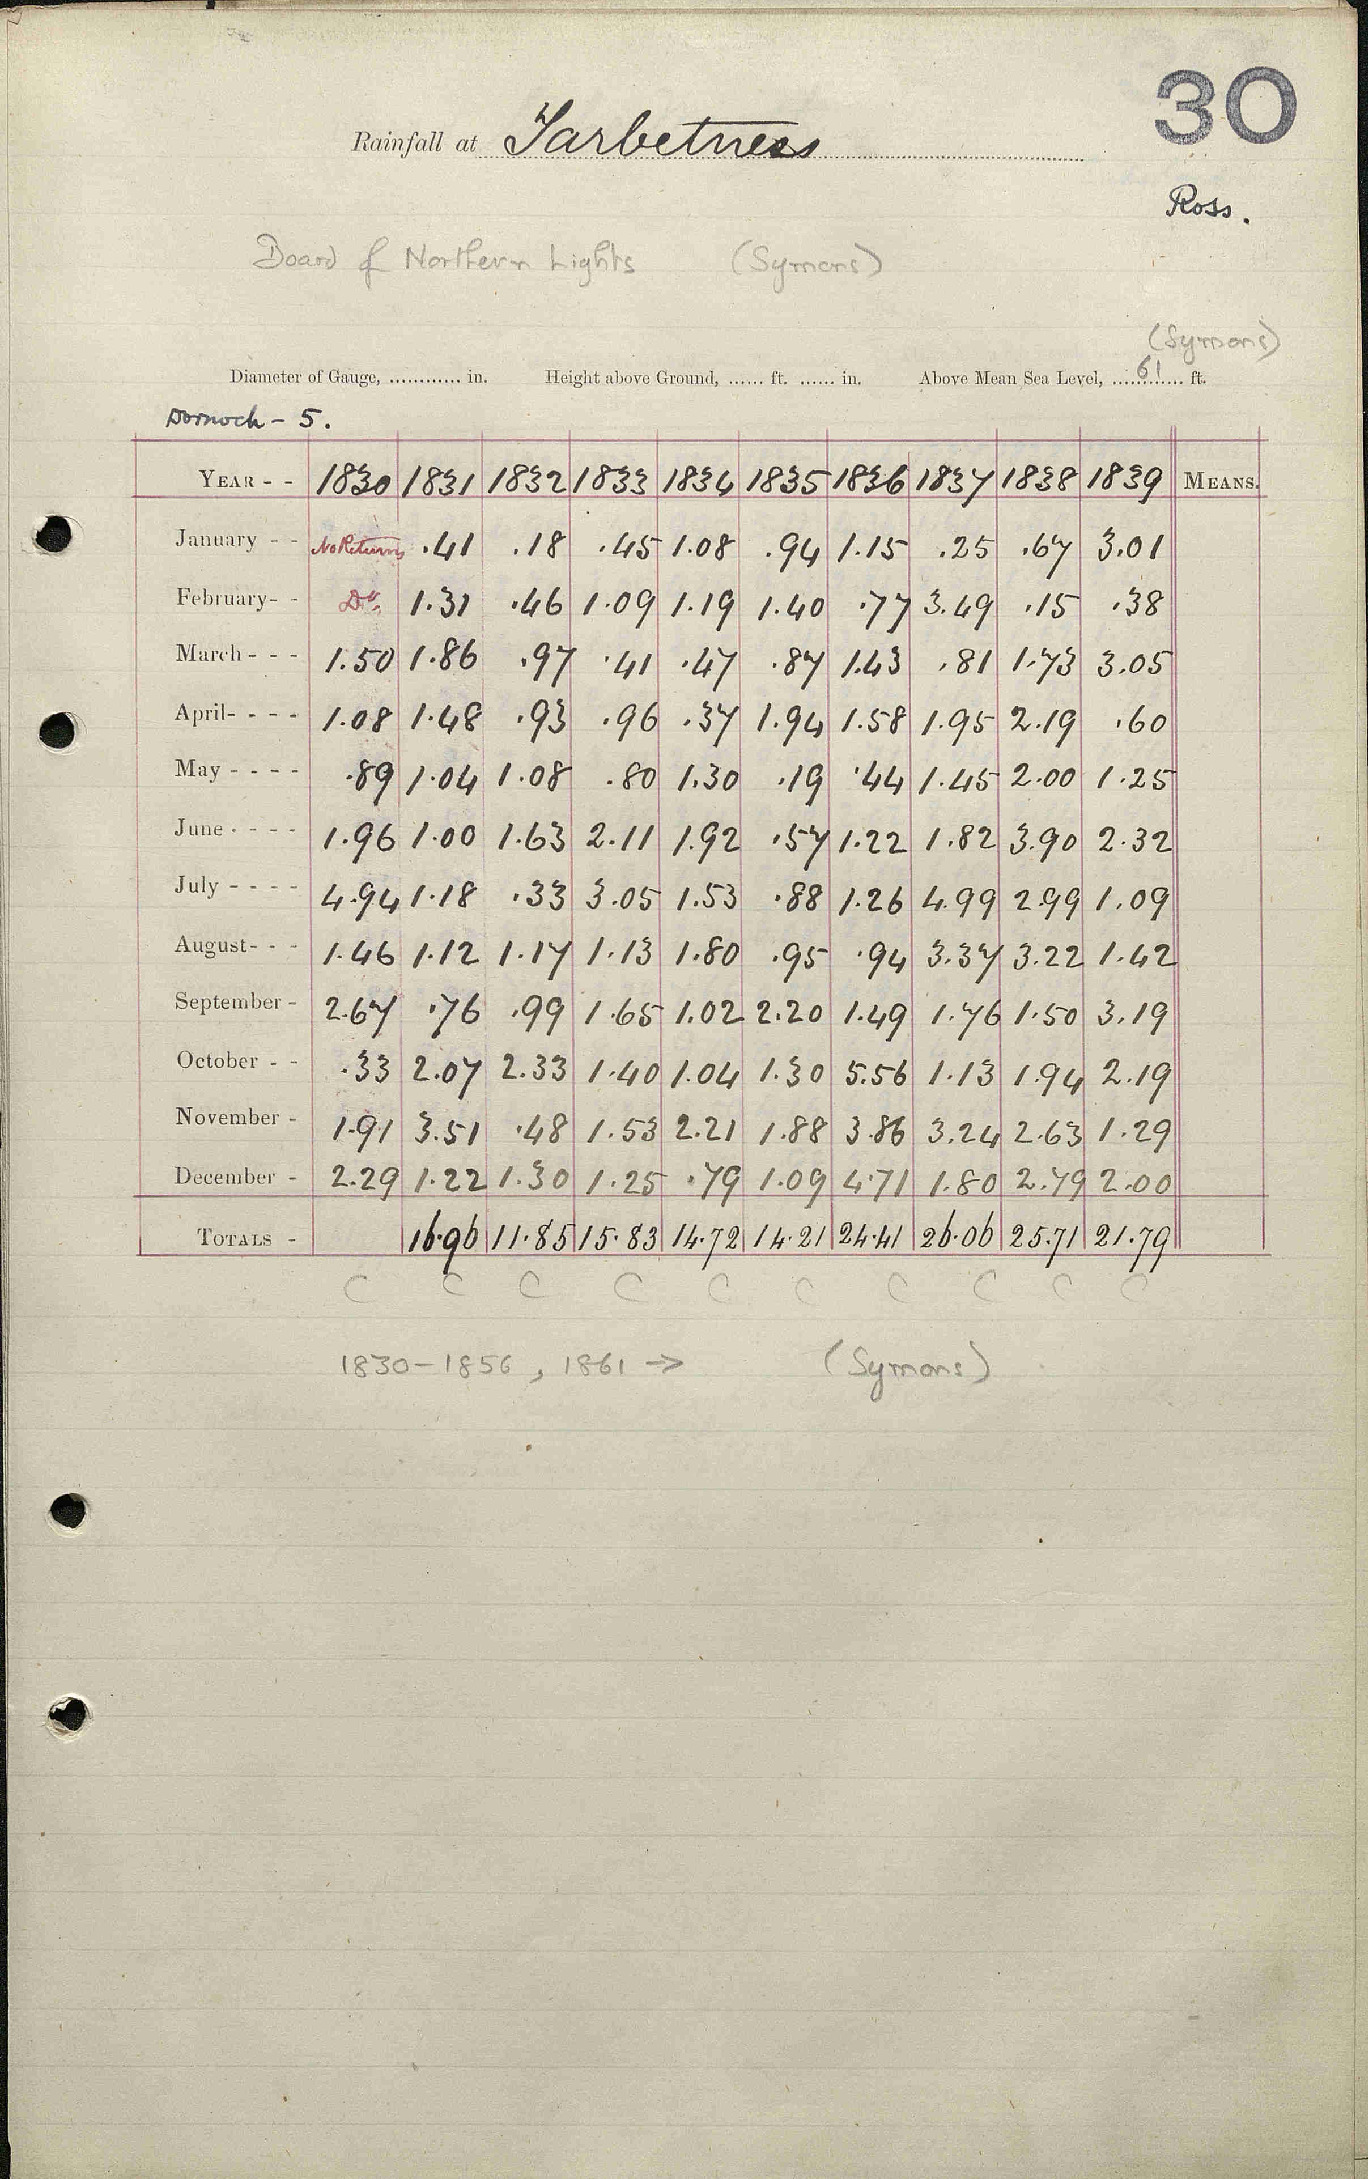 30
Rainfall at Tarbetness
Ross.
Board of Northern Lights (Symons)
(Symons)
Diameter of Gauge, ............ in. Height above Ground, ...... ft. ...... in. Above Mean Sea Level, 61 ft.
Dornoch - 5.
YEAR - - 1830 1831 1832 1833 1834 1835 1836 1837 1838 1839 MEANS.
January - - No Return .41 .18 .45 1.08 .94 1.15 .25 .67 3.01
February - - Do. 1.31 .46 1.09 1.19 1.40 .77 3.49 .15 .38
March - - - 1.50 1.86 .97 .41 .47 .87 1.43 .81 1.73 3.05
April - - - - 1.08 1.48 .93 .96 .37 1.94 1.58 1.95 2.19 .60
May - - - - .89 1.04 1.08 .80 1.30 .19 .44 1.45 2.00 1.25
June - - - - 1.96 1.00 1.63 2.11 1.92 .57 1.22 1.82 3.90 2.32
July - - - - 4.94 1.18 .33 3.05 1.53 .88 1.26 4.99 2.99 1.09
August - - - 1.46 1.12 1.17 1.13 1.80 .95 .94 3.37 3.22 1.42
September - 2.67 .76 .99 1.65 1.02 2.20 1.49 1.76 1.50 3.19
October - - .33 2.07 2.33 1.40 1.04 1.30 5.56 1.13 1.94 2.19
November - 1.91 3.51 .48 1.53 2.21 1.88 3.86 3.24 2.63 1.29
December - 2.29 1.22 1.30 1.25 .79 1.09 4.71 1.80 2.79 2.00
TOTALS - 16.96 11.85 15.83 14.72 14.21 24.41 26.06 25.71 21.79
C C C C C C C C C C
1830-1856, 1861 → (Symons)